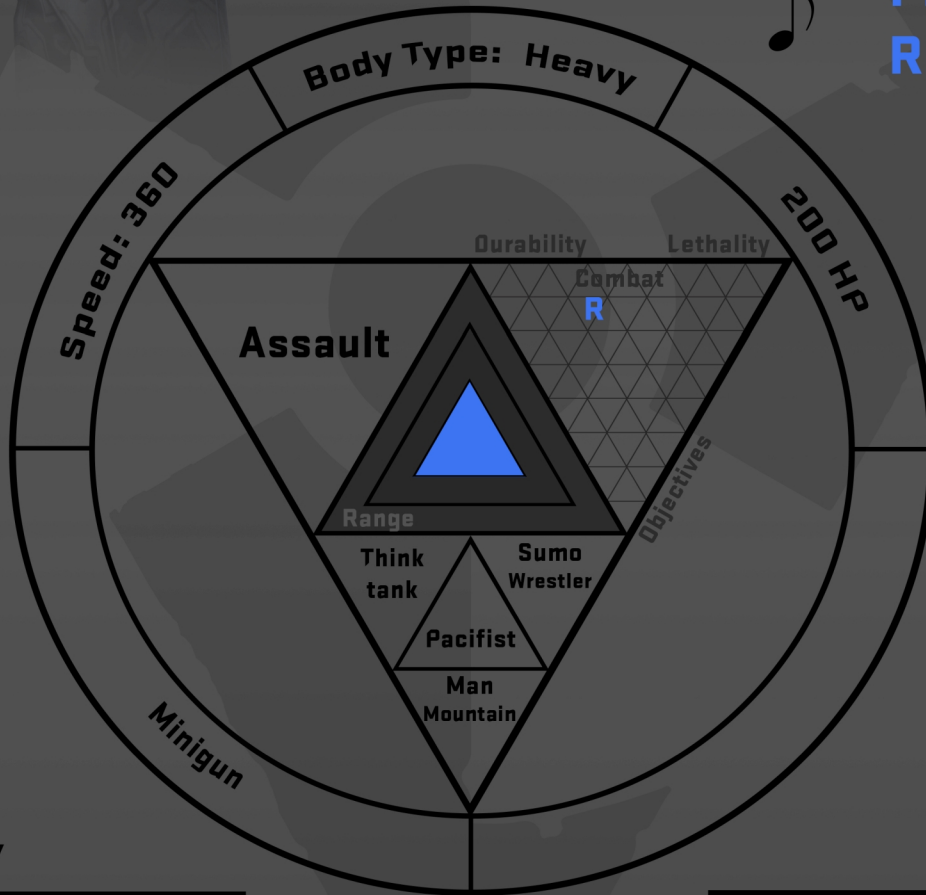 R
Body Type: Heavy
Speed: 360
200 HP
Durability
Lethality
Combat
R
Assault
Objectives
Range
Think
tank
Sumo
Wrestler
Pacifist
Man
Mountain
Minigun